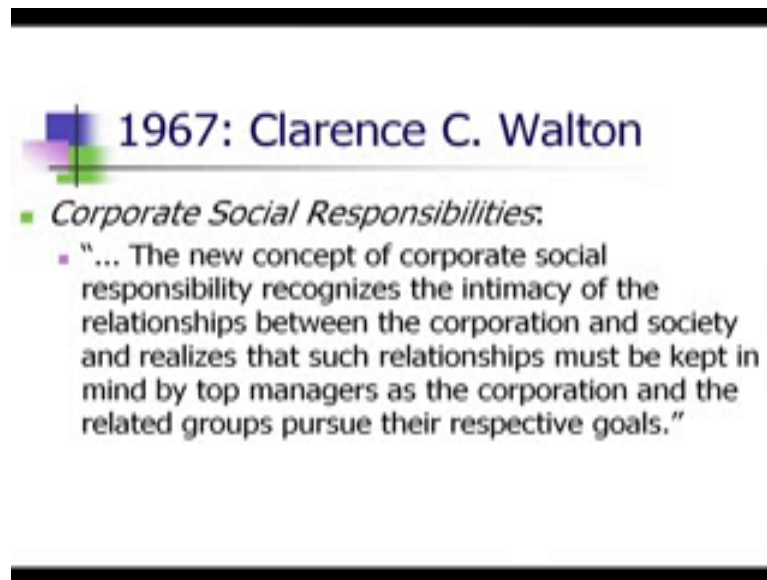 1967: Clarence C. Walton
Corporate Social Responsibilities:
"... The new concept of corporate social
responsibility recognizes the intimacy of the
relationships between the corporation and society
and realizes that such relationships must be kept in
mind by top managers as the corporation and the
related groups pursue their respective goals."